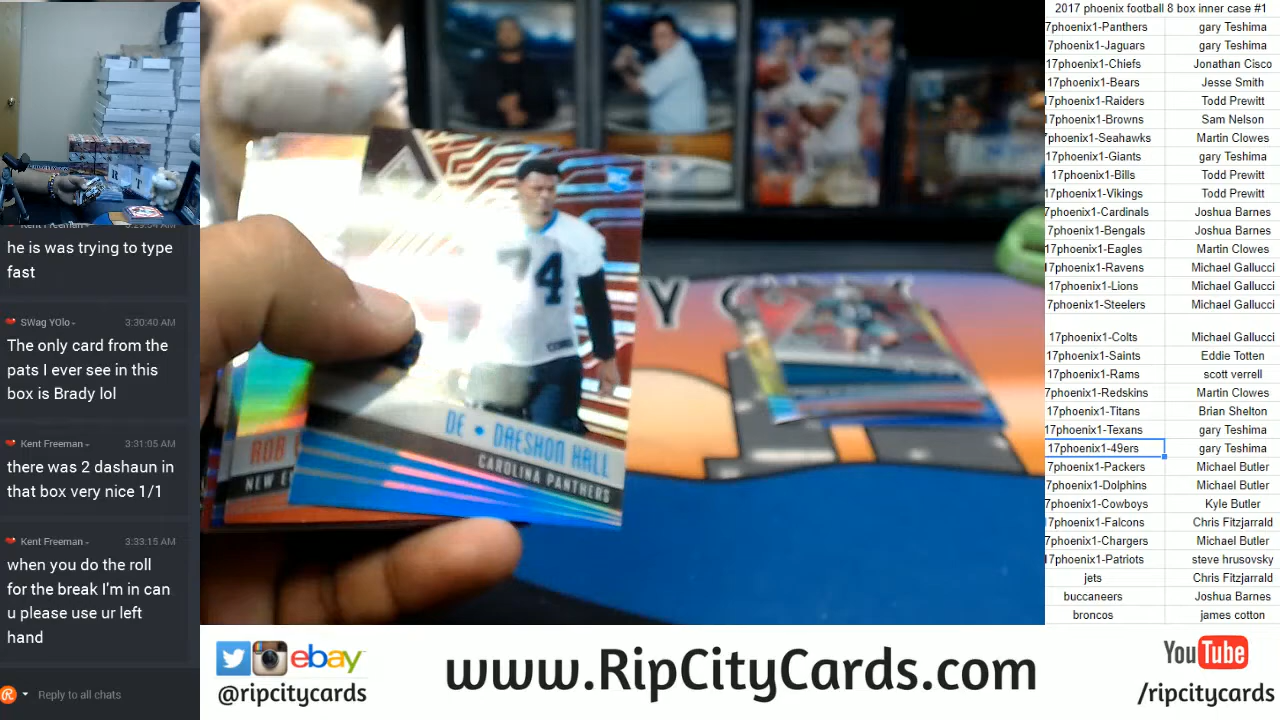 Kent Freeman
he is was trying to type
fast
SWag YOlo
3:30:40 AM
The only card from the
pats I ever see in this
box is Brady lol
Kent Freeman
3:31:05 AM
there was 2 dashaun in
that box very nice 1/1
Kent Freeman
3:33:15 AM
when you do the roll
for the break I'm in can
u please use ur left
hand
Reply to all chats
RC
74
DE • DAESHON HALL
CAROLINA PANTHERS
ROB
NEW
Y C
2017 phoenix football 8 box inner case #1
7phoenix1-Panthers gary Teshima
7phoenix1-Jaguars gary Teshima
17phoenix1-Chiefs Jonathan Cisco
17phoenix1-Bears Jesse Smith
17phoenix1-Raiders Todd Prewitt
17phoenix1-Browns Sam Nelson
7phoenix1-Seahawks Martin Clowes
17phoenix1-Giants gary Teshima
17phoenix1-Bills Todd Prewitt
17phoenix1-Vikings Todd Prewitt
7phoenix1-Cardinals Joshua Barnes
7phoenix1-Bengals Joshua Barnes
17phoenix1-Eagles Martin Clowes
17phoenix1-Ravens Michael Gallucci
17phoenix1-Lions Michael Gallucci
7phoenix1-Steelers Michael Gallucci
17phoenix1-Colts Michael Gallucci
17phoenix1-Saints Eddie Totten
17phoenix1-Rams scott verrell
7phoenix1-Redskins Martin Clowes
17phoenix1-Titans Brian Shelton
17phoenix1-Texans gary Teshima
17phoenix1-49ers gary Teshima
7phoenix1-Packers Michael Butler
7phoenix1-Dolphins Michael Butler
7phoenix1-Cowboys Kyle Butler
17phoenix1-Falcons Chris Fitzjarrald
7phoenix1-Chargers Michael Butler
17phoenix1-Patriots steve hrusovsky
jets Chris Fitzjarrald
buccaneers Joshua Barnes
broncos james cotton
ebay
@ripcitycards
www.RipCityCards.com
YouTube
/ripcitycards